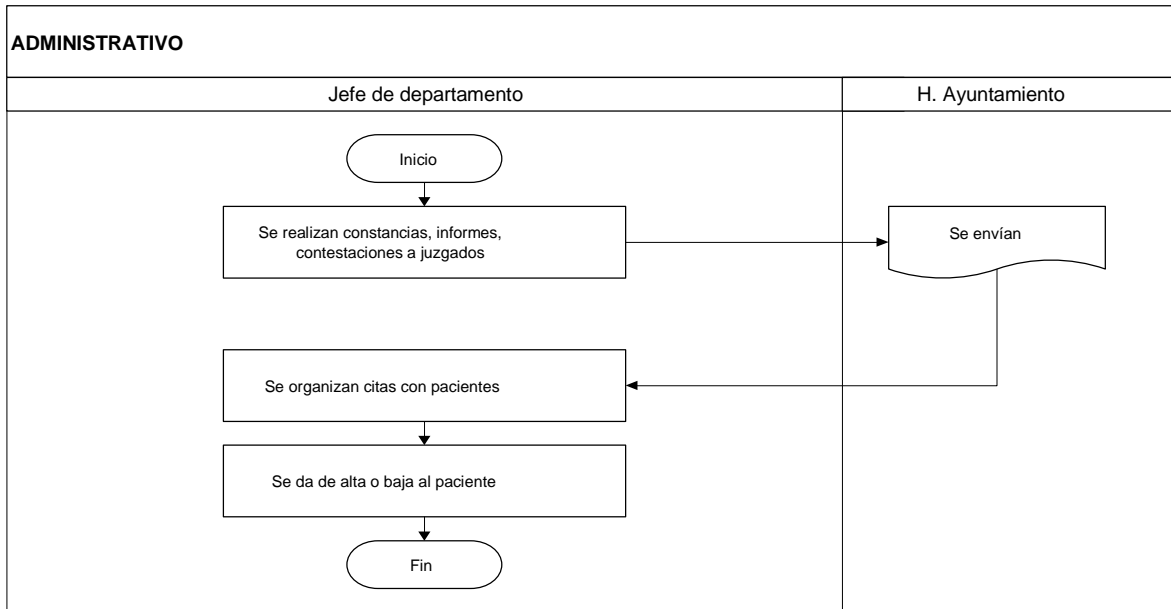 ADMINISTRATIVO
Jefe de departamento
H. Ayuntamiento
Inicio
Se realizan constancias, informes,
contestaciones a juzgados
Se envían
Se organizan citas con pacientes
Se da de alta o baja al paciente
Fin